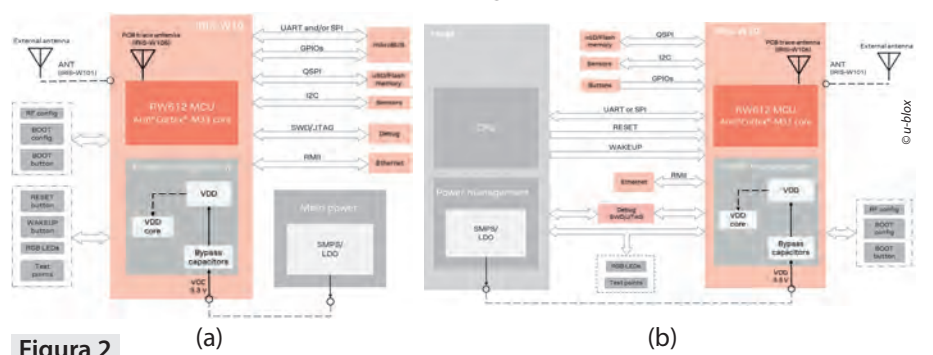 IRIS-W10
External antenna
PCB trace antenna
(IRIS-W106)
ANT
(IRIS-W101)
RW612 MCU
Arm® Cortex®-M33 core
RF config
BOOT
config
BOOT
button
RESET
button
WAKEUP
button
RGB LEDs
Test
points
VDD
VDD
core
Bypass
capacitors
VCC
3.3 V
UART and/or SPI
GPIOs
mikroBUS
QSPI
uSD/Flash
memory
I2C
Sensors
SWD/JTAG
Debug
RMII
Ethernet
Main power
SMPS/
LDO
(a)
Host
CPU
Power management
SMPS/
LDO
uSD/Flash
memory
QSPI
Sensors
I2C
Buttons
GPIOs
UART or SPI
RESET
WAKEUP
RMII
Ethernet
Debug
SWD/JTAG
RGB LEDs
Test points
IRIS-W10
PCB trace antenna
(IRIS-W106)
External antenna
ANT
(IRIS-W101)
RW612 MCU
Arm® Cortex®-M33 core
VDD
VDD
core
Bypass
capacitors
3.3 V
RF config
BOOT
config
BOOT
button
© u-blox
(b)
Figura 2